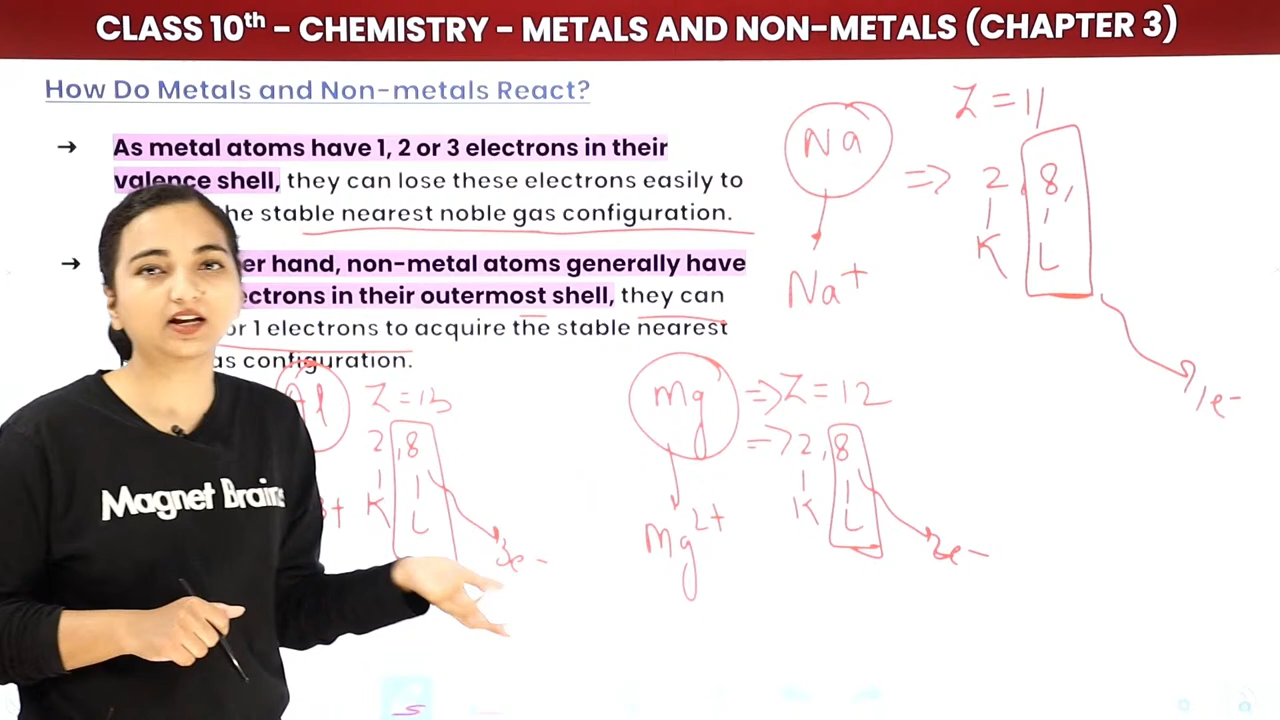 CLASS 10th - CHEMISTRY - METALS AND NON-METALS (CHAPTER 3)
How Do Metals and Non-metals React?
→ As metal atoms have 1, 2 or 3 electrons in their
valence shell, they can lose these electrons easily to
the stable nearest noble gas configuration.
→ er hand, non-metal atoms generally have
ectrons in their outermost shell, they can
or 1 electrons to acquire the stable nearest
as configuration.
Na
Z = 11
⇒ 2, 8,
K L
Na+
1e-
Al Z = 13
2, 8
K L
3+
3e-
Mg ⇒ Z = 12
⇒ 2, 8
K L
Mg2+
2e-
Magnet Brains